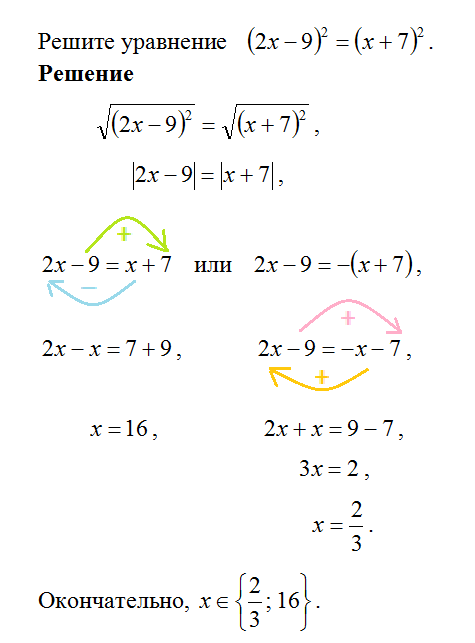 Решите уравнение (2x − 9)² = (x + 7)².
Решение
√(2x − 9)² = √(x + 7)²,
|2x − 9| = |x + 7|,
+
2x − 9 = x + 7 или 2x − 9 = −(x + 7),
−
+
2x − x = 7 + 9, 2x − 9 = −x − 7,
+
x = 16, 2x + x = 9 − 7,
3x = 2,
x = 2/3.
Окончательно, x ∈ {2/3; 16}.